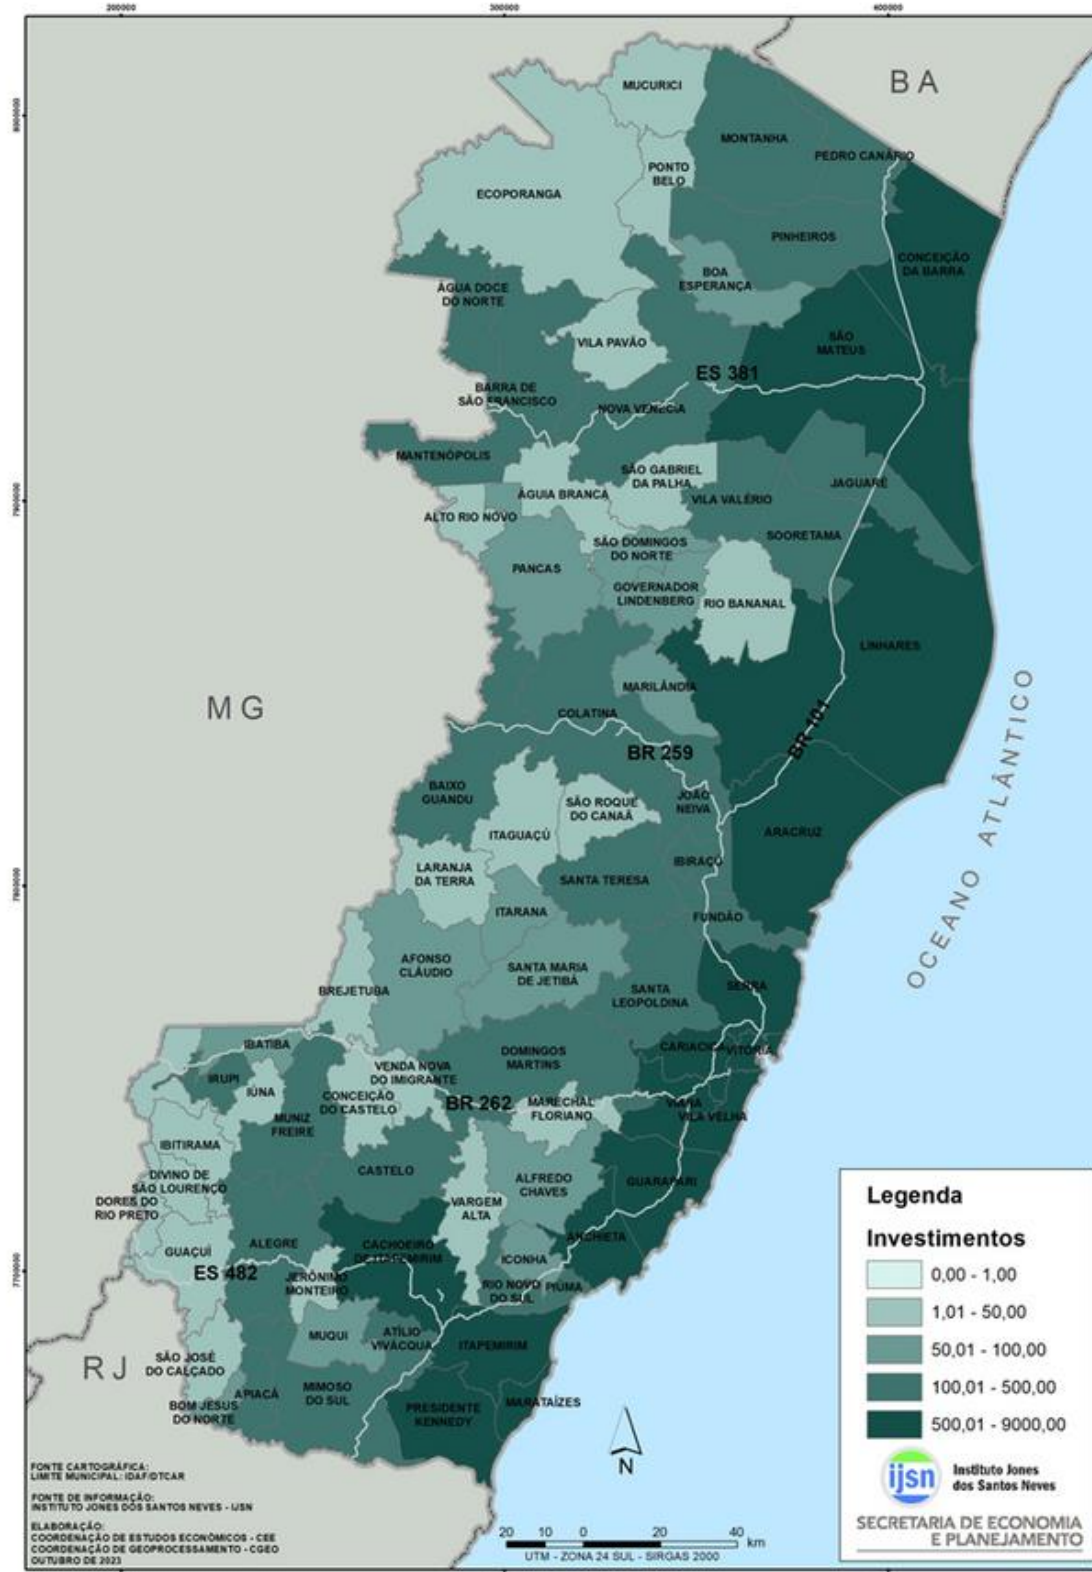 200000
300000
400000
8000000
7900000
7800000
7700000
BA
MG
RJ
OCEANO ATLÂNTICO
MUCURICI
MONTANHA
PEDRO CANÁRIO
PONTO
BELO
ECOPORANGA
PINHEIROS
CONCEIÇÃO
DA BARRA
BOA
ESPERANÇA
ÁGUA DOCE
DO NORTE
VILA PAVÃO
SÃO
MATEUS
ES 381
BARRA DE
SÃO FRANCISCO
NOVA VENÉCIA
MANTENÓPOLIS
SÃO GABRIEL
DA PALHA
ÁGUIA BRANCA
VILA VALÉRIO
JAGUARÉ
ALTO RIO NOVO
SOORETAMA
SÃO DOMINGOS
DO NORTE
PANCAS
GOVERNADOR
LINDENBERG
RIO BANANAL
LINHARES
MARILÂNDIA
COLATINA
BR 101
BR 259
BAIXO
GUANDU
JOÃO
NEIVA
SÃO ROQUE
DO CANAÃ
ITAGUAÇÚ
ARACRUZ
IBIRAÇÚ
LARANJA
DA TERRA
SANTA TERESA
ITARANA
FUNDÃO
AFONSO
CLÁUDIO
SANTA MARIA
DE JETIBÁ
BREJETUBA
SANTA
LEOPOLDINA
SERRA
IBATIBA
DOMINGOS
MARTINS
CARIACICA
VITÓRIA
IRUPI
IÚNA
VENDA NOVA
DO IMIGRANTE
CONCEIÇÃO
DO CASTELO
BR 262
MARECHAL
FLORIANO
VIANA
VILA VELHA
MUNIZ
FREIRE
IBITIRAMA
DIVINO DE
SÃO LOURENÇO
DORES DO
RIO PRETO
CASTELO
VARGEM
ALTA
ALFREDO
CHAVES
GUARAPARI
GUAÇUÍ
ALEGRE
CACHOEIRO
DE ITAPEMIRIM
ICONHA
ANCHIETA
ES 482
JERÔNIMO
MONTEIRO
RIO NOVO
DO SUL
PIÚMA
MUQUI
ATÍLIO
VIVÁCQUA
ITAPEMIRIM
SÃO JOSÉ
DO CALÇADO
APIACÁ
MIMOSO
DO SUL
BOM JESUS
DO NORTE
PRESIDENTE
KENNEDY
MARATAÍZES
Legenda
Investimentos
0,00 - 1,00
1,01 - 50,00
50,01 - 100,00
100,01 - 500,00
500,01 - 9000,00
ijsn
Instituto Jones
dos Santos Neves
SECRETARIA DE ECONOMIA
E PLANEJAMENTO
N
20 10 0 20 40 km
UTM - ZONA 24 SUL - SIRGAS 2000
FONTE CARTOGRÁFICA:
LIMITE MUNICIPAL: IDAF/DTCAR
FONTE DE INFORMAÇÃO:
INSTITUTO JONES DOS SANTOS NEVES - IJSN
ELABORAÇÃO:
COORDENAÇÃO DE ESTUDOS ECONÔMICOS - CEE
COORDENAÇÃO DE GEOPROCESSAMENTO - CGEO
OUTUBRO DE 2023